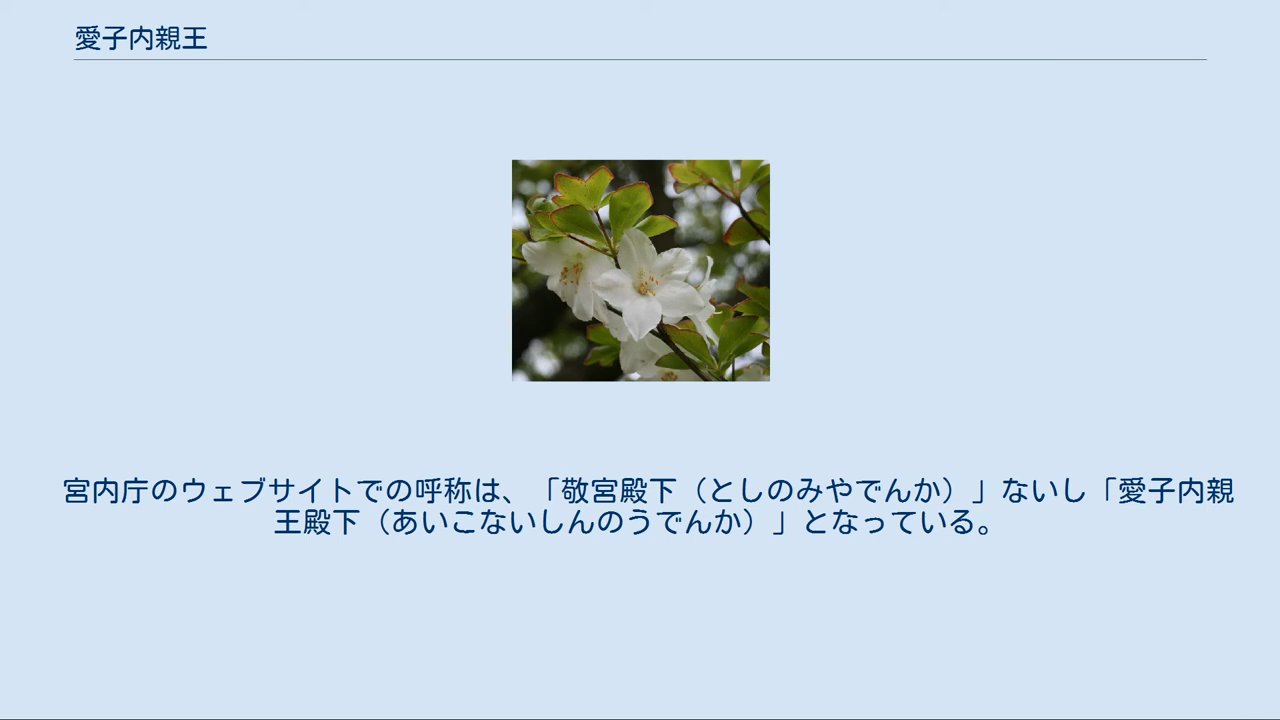 愛子内親王
宮内庁のウェブサイトでの呼称は、「敬宮殿下（としのみやでんか）」ないし「愛子内親
王殿下（あいこないしんのうでんか）」となっている。